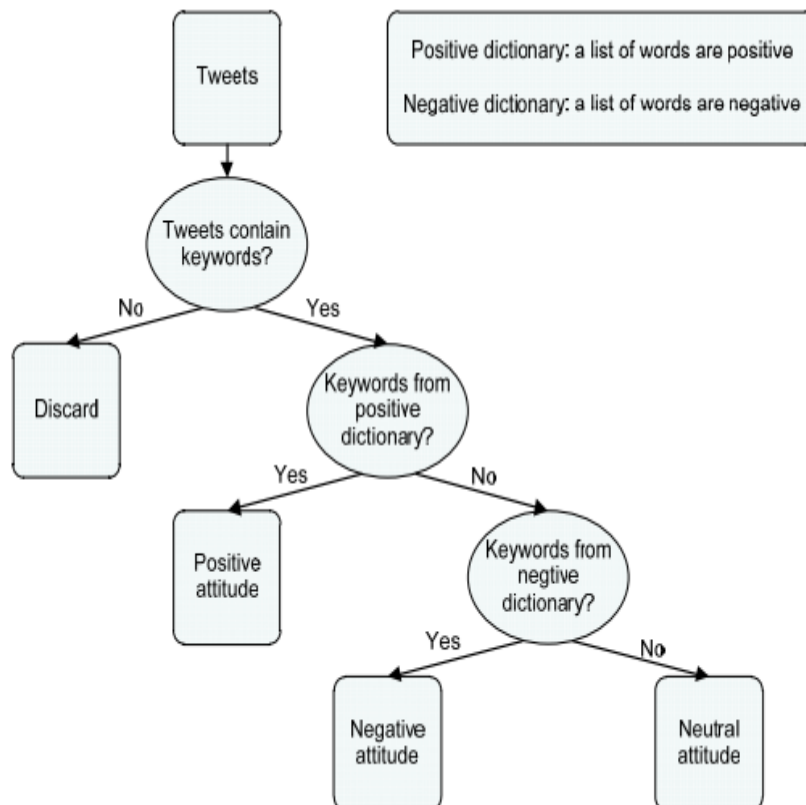 Tweets
Positive dictionary: a list of words are positive
Negative dictionary: a list of words are negative
Tweets contain
keywords?
No
Yes
Discard
Keywords from
positive
dictionary?
Yes
No
Positive
attitude
Keywords from
negtive
dictionary?
Yes
No
Negative
attitude
Neutral
attitude